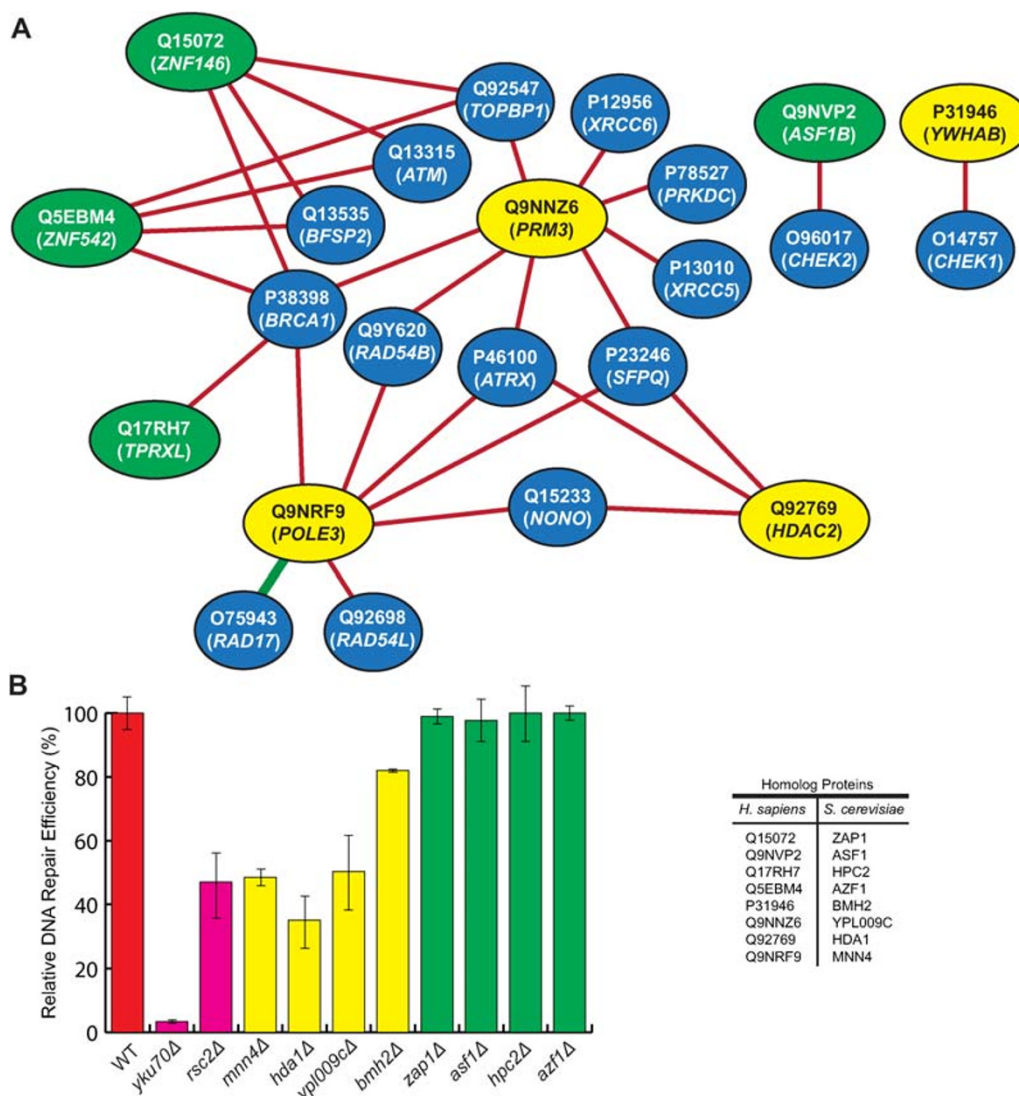 A
Q15072
(ZNF146)
Q92547
(TOPBP1)
P12956
(XRCC6)
Q9NVP2
(ASF1B)
P31946
(YWHAB)
Q13315
(ATM)
P78527
(PRKDC)
Q5EBM4
(ZNF542)
Q13535
(BFSP2)
Q9NNZ6
(PRM3)
O96017
(CHEK2)
O14757
(CHEK1)
P13010
(XRCC5)
P38398
(BRCA1)
Q9Y620
(RAD54B)
P46100
(ATRX)
P23246
(SFPQ)
Q17RH7
(TPRXL)
Q9NRF9
(POLE3)
Q15233
(NONO)
Q92769
(HDAC2)
O75943
(RAD17)
Q92698
(RAD54L)
B
Relative DNA Repair Efficiency (%)
100
80
60
40
20
0
WT
yku70Δ
rsc2Δ
mnn4Δ
hda1Δ
ypl009cΔ
bmh2Δ
zap1Δ
asf1Δ
hpc2Δ
azf1Δ
Homolog Proteins
H. sapiens S. cerevisiae
Q15072 ZAP1
Q9NVP2 ASF1
Q17RH7 HPC2
Q5EBM4 AZF1
P31946 BMH2
Q9NNZ6 YPL009C
Q92769 HDA1
Q9NRF9 MNN4